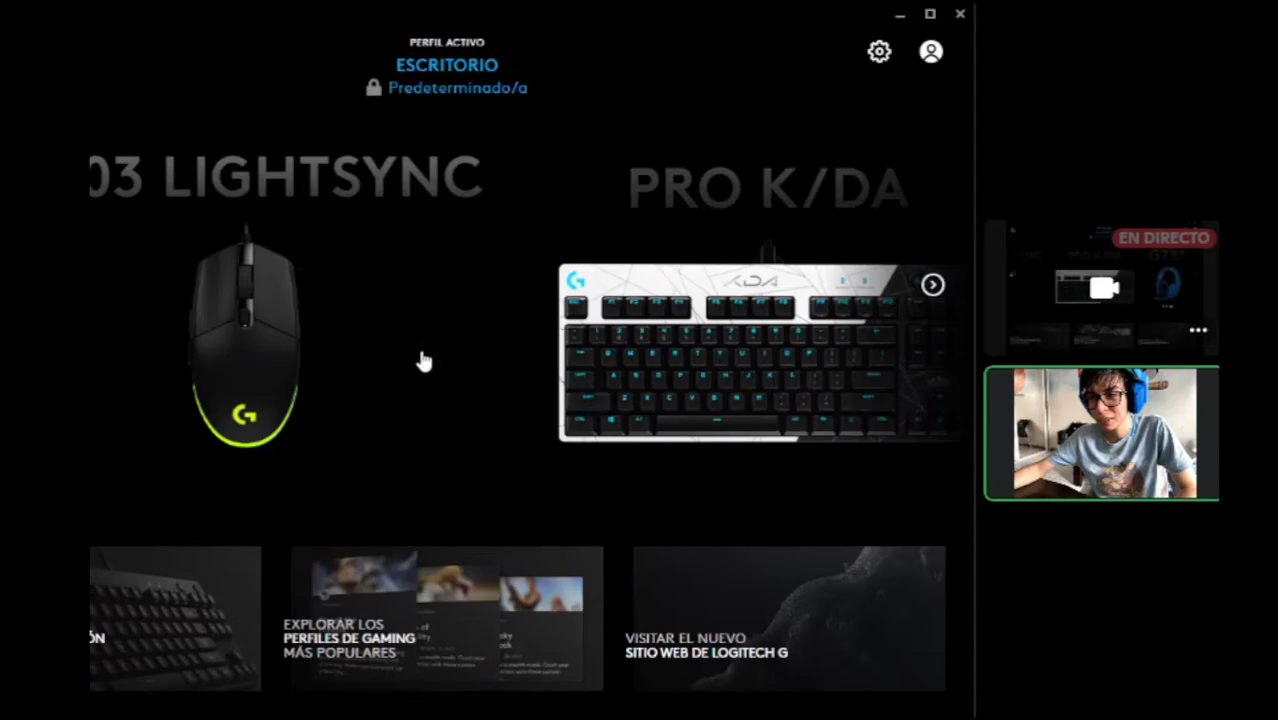 PERFIL ACTIVO
ESCRITORIO
Predeterminado/a
03 LIGHTSYNC
PRO K/DA
K/DA
EN DIRECTO
ÓN
EXPLORAR LOS
PERFILES DE GAMING
MÁS POPULARES
VISITAR EL NUEVO
SITIO WEB DE LOGITECH G